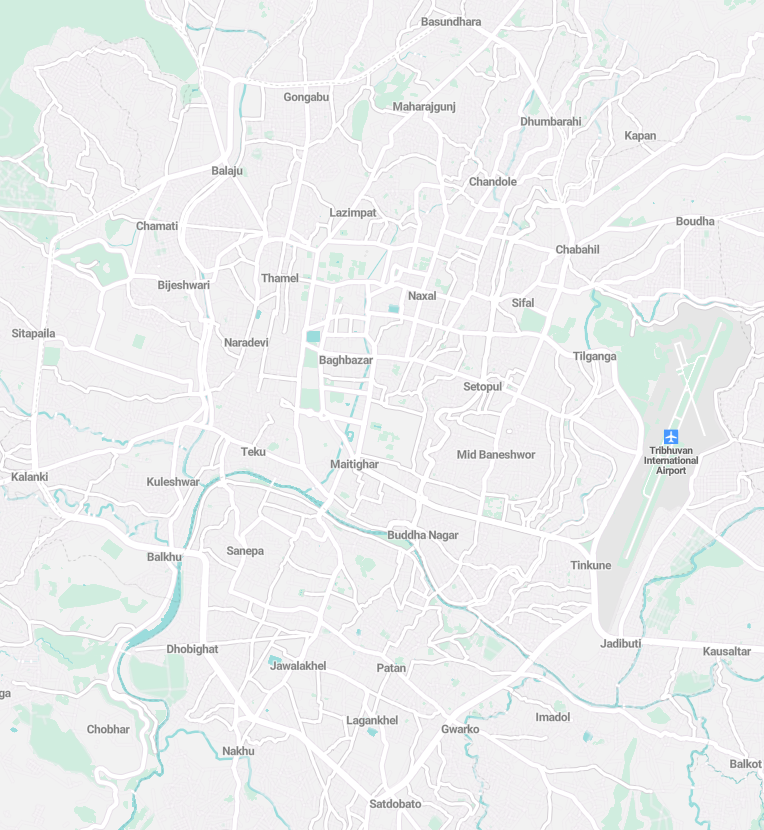 Basundhara
Gongabu
Maharajgunj
Dhumbarahi
Kapan
Balaju
Chandole
Lazimpat
Chamati
Boudha
Chabahil
Thamel
Bijeshwari
Naxal
Sifal
Sitapaila
Naradevi
Baghbazar
Tilganga
Setopul
Teku
Mid Baneshwor
Tribhuvan
International
Airport
Maitighar
Kalanki
Kuleshwar
Buddha Nagar
Sanepa
Balkhu
Tinkune
Jadibuti
Dhobighat
Kausaltar
Jawalakhel
Patan
ga
Lagankhel
Imadol
Chobhar
Gwarko
Nakhu
Balkot
Satdobato